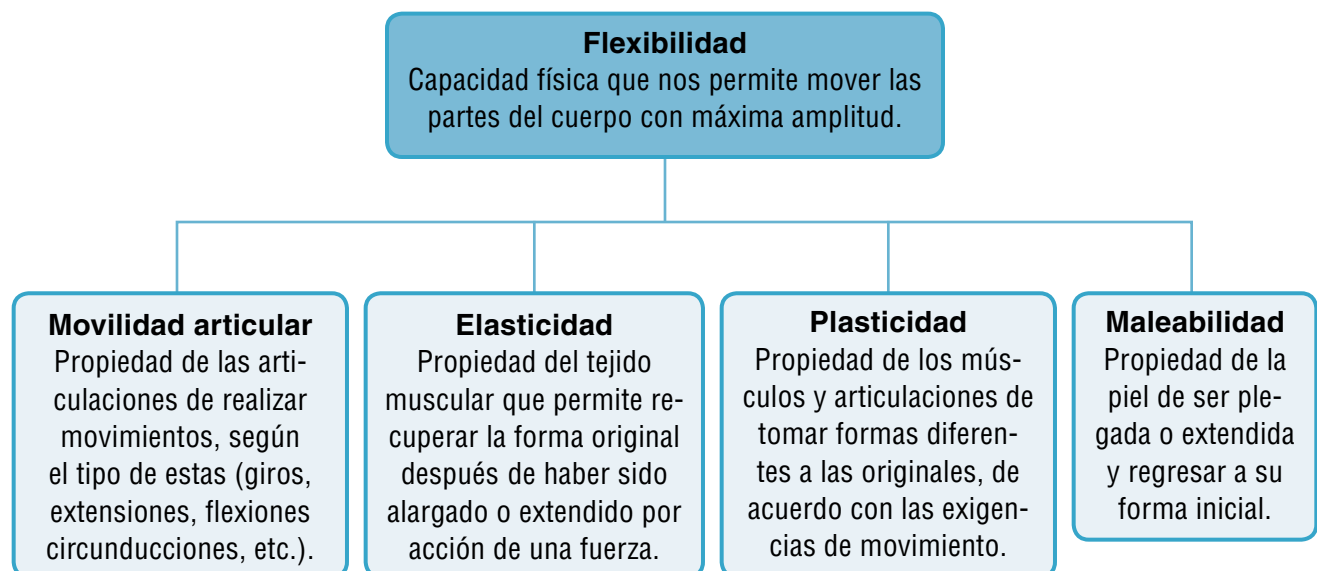 Flexibilidad
Capacidad física que nos permite mover las
partes del cuerpo con máxima amplitud.
Movilidad articular
Propiedad de las arti-
culaciones de realizar
movimientos, según
el tipo de estas (giros,
extensiones, flexiones
circunducciones, etc.).
Elasticidad
Propiedad del tejido
muscular que permite re-
cuperar la forma original
después de haber sido
alargado o extendido por
acción de una fuerza.
Plasticidad
Propiedad de los mús-
culos y articulaciones de
tomar formas diferen-
tes a las originales, de
acuerdo con las exigen-
cias de movimiento.
Maleabilidad
Propiedad de la
piel de ser ple-
gada o extendida
y regresar a su
forma inicial.